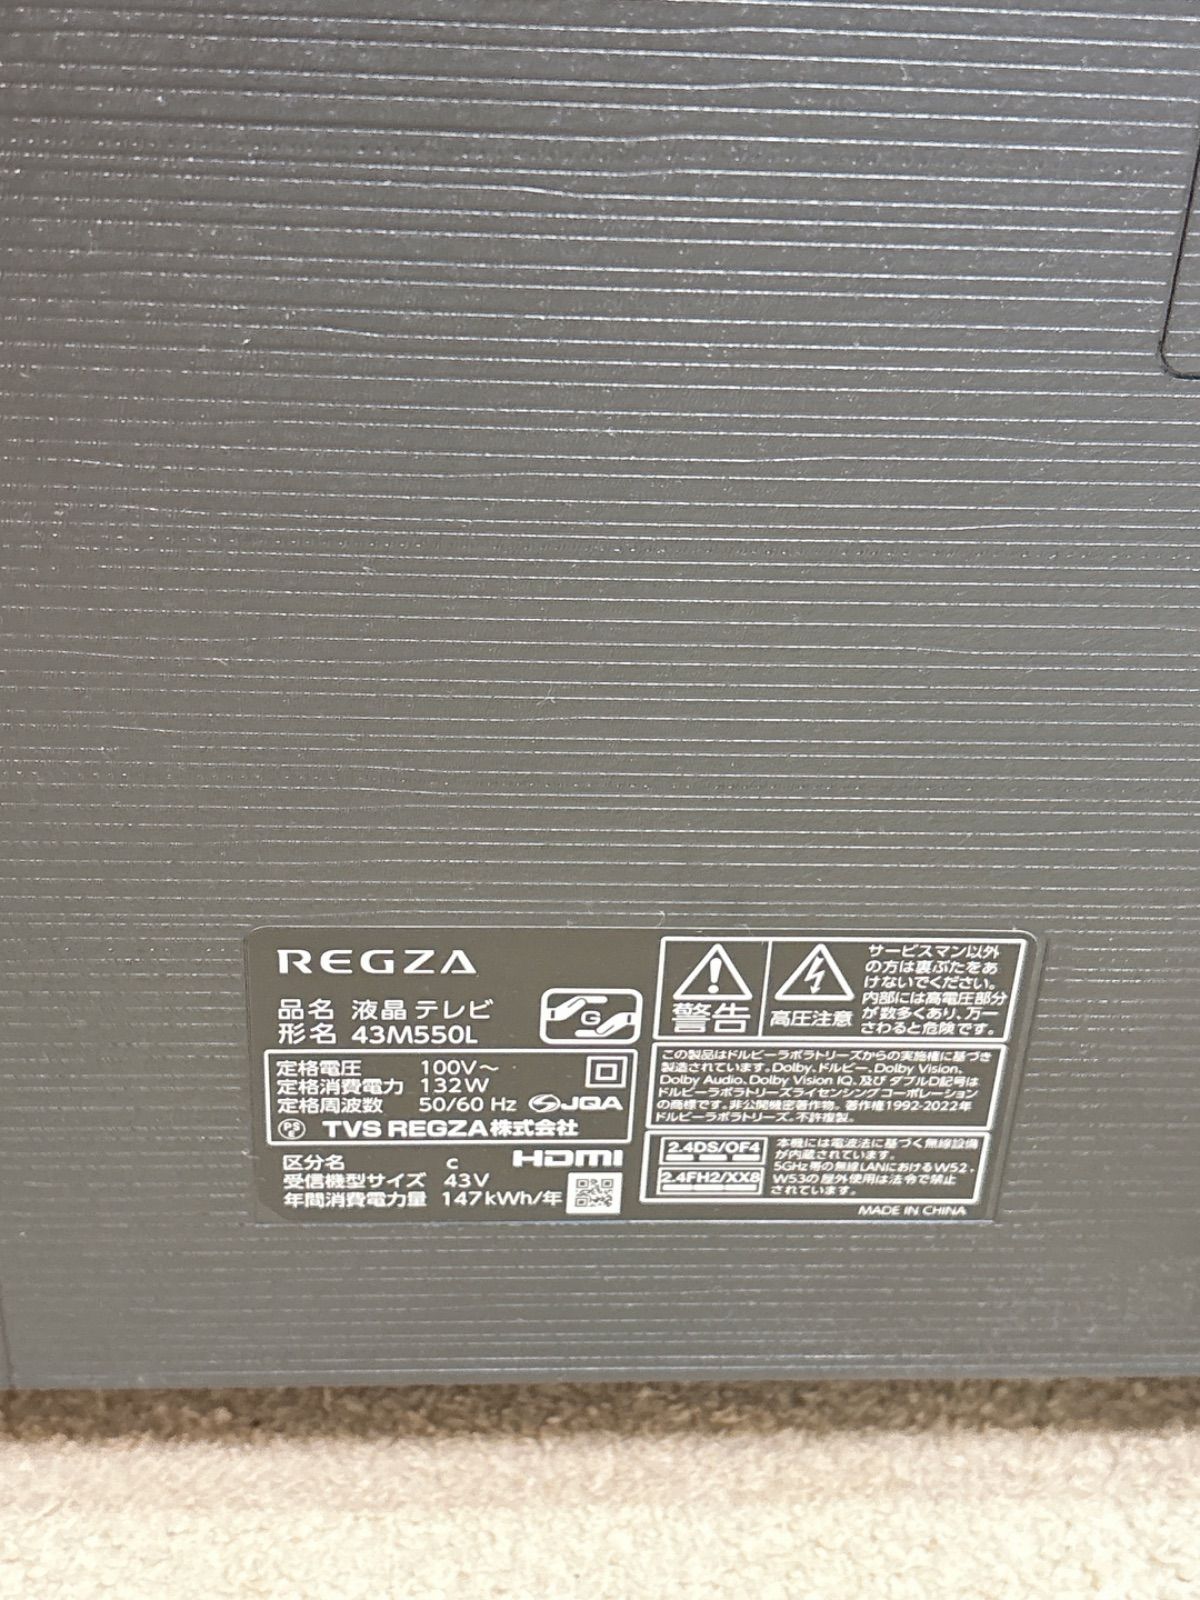 REGZA
品名 液晶テレビ
形名 43M550L
G
定格電圧 100V～
定格消費電力 132W
定格周波数 50/60 Hz JQA
PS E TVS REGZA株式会社
区分名 c HDMI
受信機型サイズ 43V
年間消費電力量 147kWh/年
警告
高圧注意
サービスマン以外
の方は裏ぶたをあ
けないでください。
内部には高電圧部分
が数多くあり、万一
さわると危険です。
この製品はドルビーラボラトリーズからの実施権に基づき
製造されています。Dolby、ドルビー、Dolby Vision、
Dolby Audio、Dolby Vision IQ、及び ダブルD記号は
ドルビーラボラトリーズライセンシングコーポレーション
の商標です。非公開機密著作物。著作権1992-2022年
ドルビーラボラトリーズ。不許複製。
2.4DS/OF4
2.4FH2/XX8
本機には電波法に基づく無線設備
が内蔵されています。
5GHz 帯の無線LANにおけるW52、
W53の屋外使用は法令で禁止
されています。
MADE IN CHINA